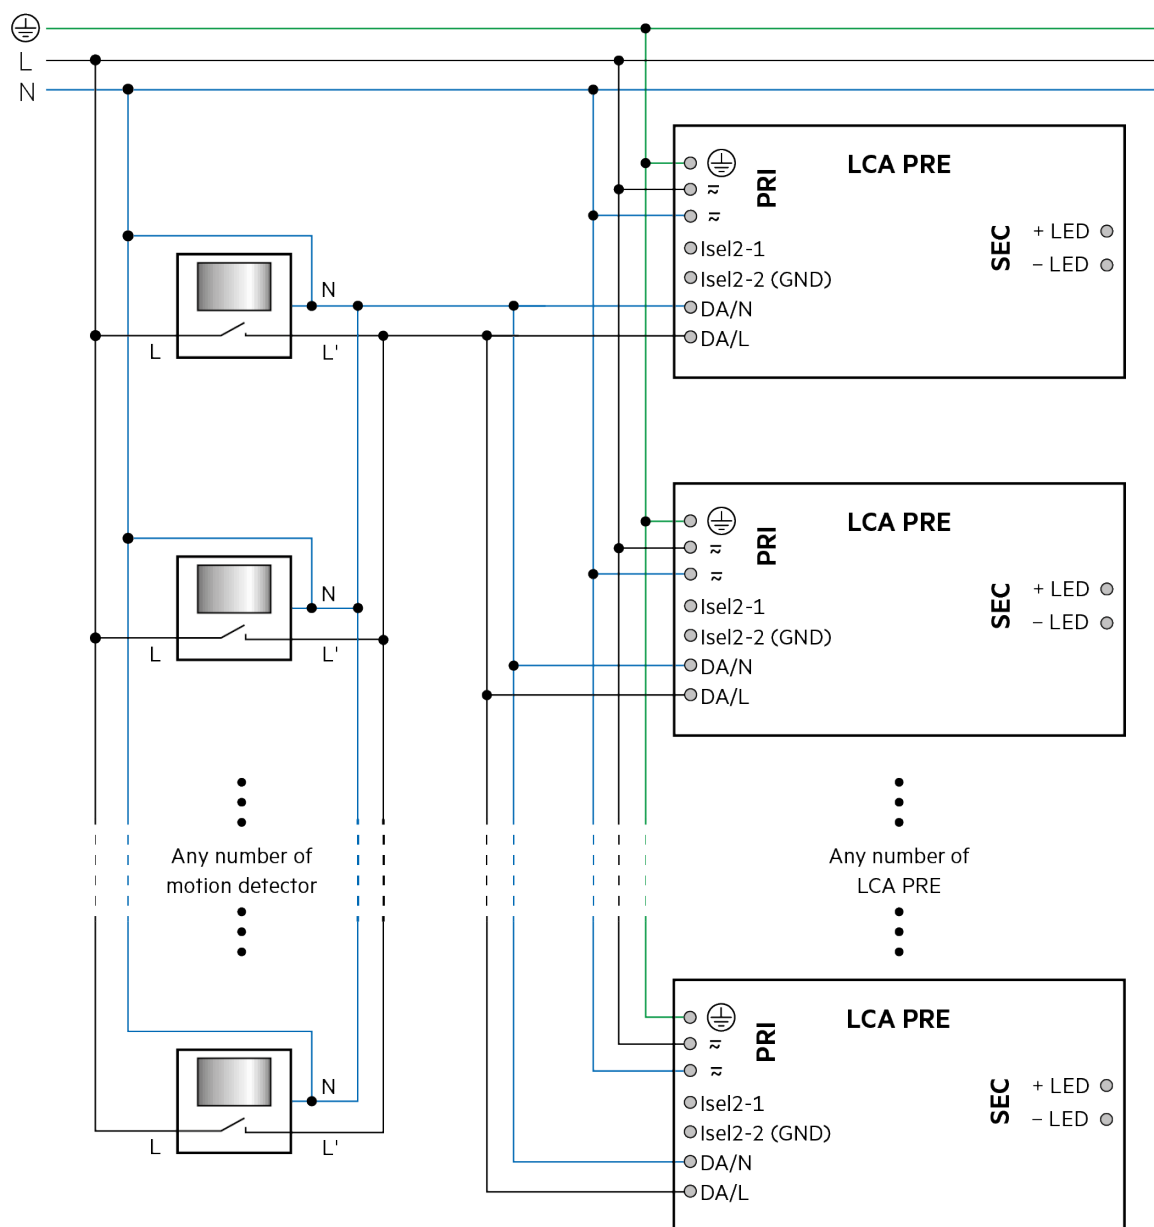 L
N
LCA PRE
PRI
≂
≂
SEC
+ LED
– LED
Isel2-1
Isel2-2 (GND)
DA/N
DA/L
N
L
L'
LCA PRE
PRI
≂
≂
SEC
+ LED
– LED
Isel2-1
Isel2-2 (GND)
DA/N
DA/L
N
L
L'
Any number of
motion detector
Any number of
LCA PRE
LCA PRE
PRI
≂
≂
SEC
+ LED
– LED
Isel2-1
Isel2-2 (GND)
DA/N
DA/L
N
L
L'